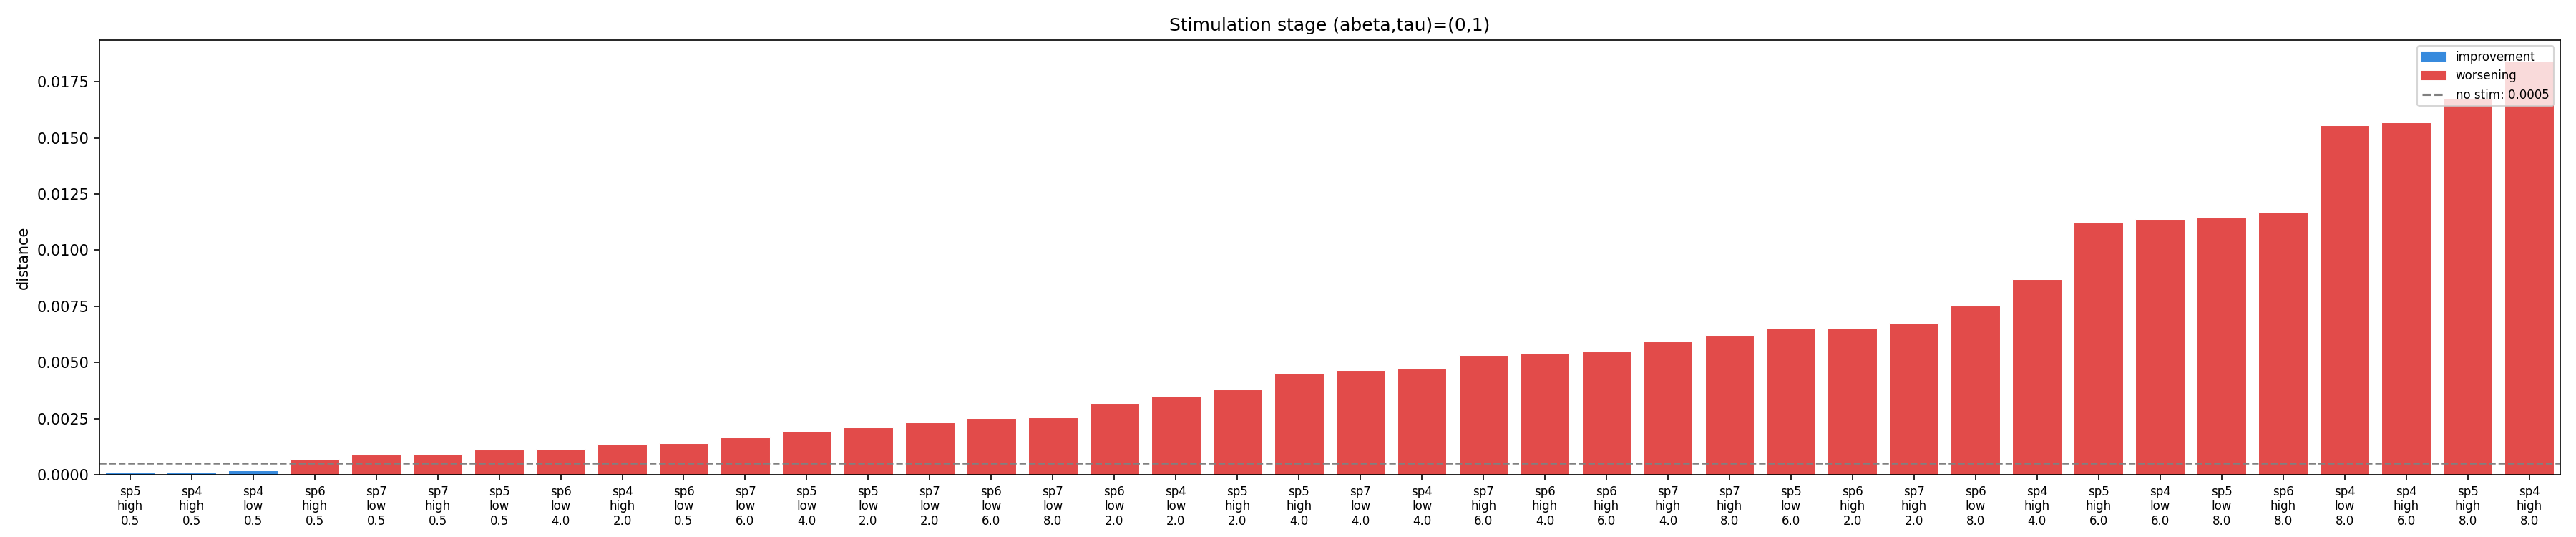 Stimulation stage (abeta,tau)=(0,1)
improvement
worsening
no stim: 0.0005
distance
0.0175
0.0150
0.0125
0.0100
0.0075
0.0050
0.0025
0.0000
sp5 sp4 sp4 sp6 sp7 sp7 sp5 sp6 sp4 sp6 sp7 sp5 sp5 sp7 sp6 sp7 sp6 sp4 sp5 sp5 sp7 sp4 sp7 sp6 sp6 sp7 sp7 sp5 sp6 sp7 sp6 sp4 sp5 sp4 sp5 sp6 sp4 sp4 sp5 sp4
high high low high low high low low high low low low low low low low low low high high low low high high high high high low high high low high high low low high low high high high
0.5 0.5 0.5 0.5 0.5 0.5 0.5 4.0 2.0 0.5 6.0 4.0 2.0 2.0 6.0 8.0 2.0 2.0 2.0 4.0 4.0 4.0 6.0 4.0 6.0 4.0 8.0 6.0 2.0 2.0 8.0 4.0 6.0 6.0 8.0 8.0 8.0 6.0 8.0 8.0